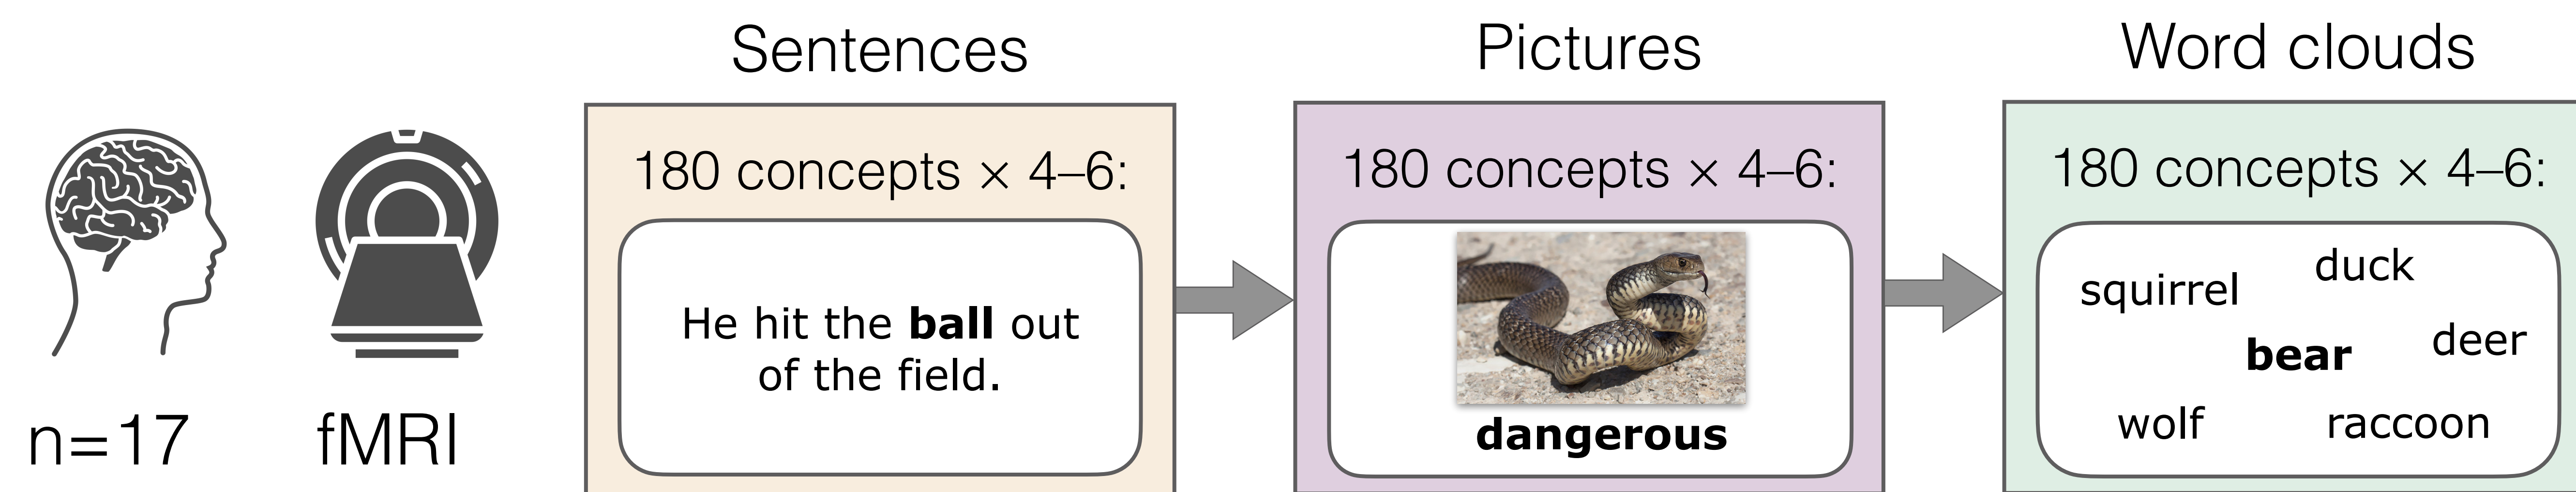 Sentences
Pictures
Word clouds
180 concepts × 4–6:
180 concepts × 4–6:
180 concepts × 4–6:
He hit the ball out
of the field.
dangerous
squirrel
duck
bear
deer
wolf
raccoon
n=17
fMRI